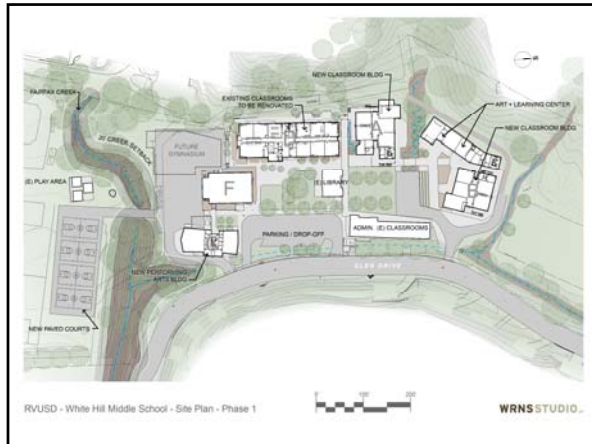 NEW CLASSROOM BLDG
FAIRFAX CREEK
EXISTING CLASSROOMS
TO BE RENOVATED
ART + LEARNING CENTER
NEW CLASSROOM BLDG
20' CREEK SETBACK
FUTURE
GYMNASIUM
A
(E) PLAY AREA
F
(E)LIBRARY
PARKING / DROP-OFF
ADMIN.
(E) CLASSROOMS
GLEN DRIVE
NEW PERFORMING
ARTS BLDG
NEW PAVED COURTS
RVUSD - White Hill Middle School - Site Plan - Phase 1
0
100
200
WRNSSTUDIO